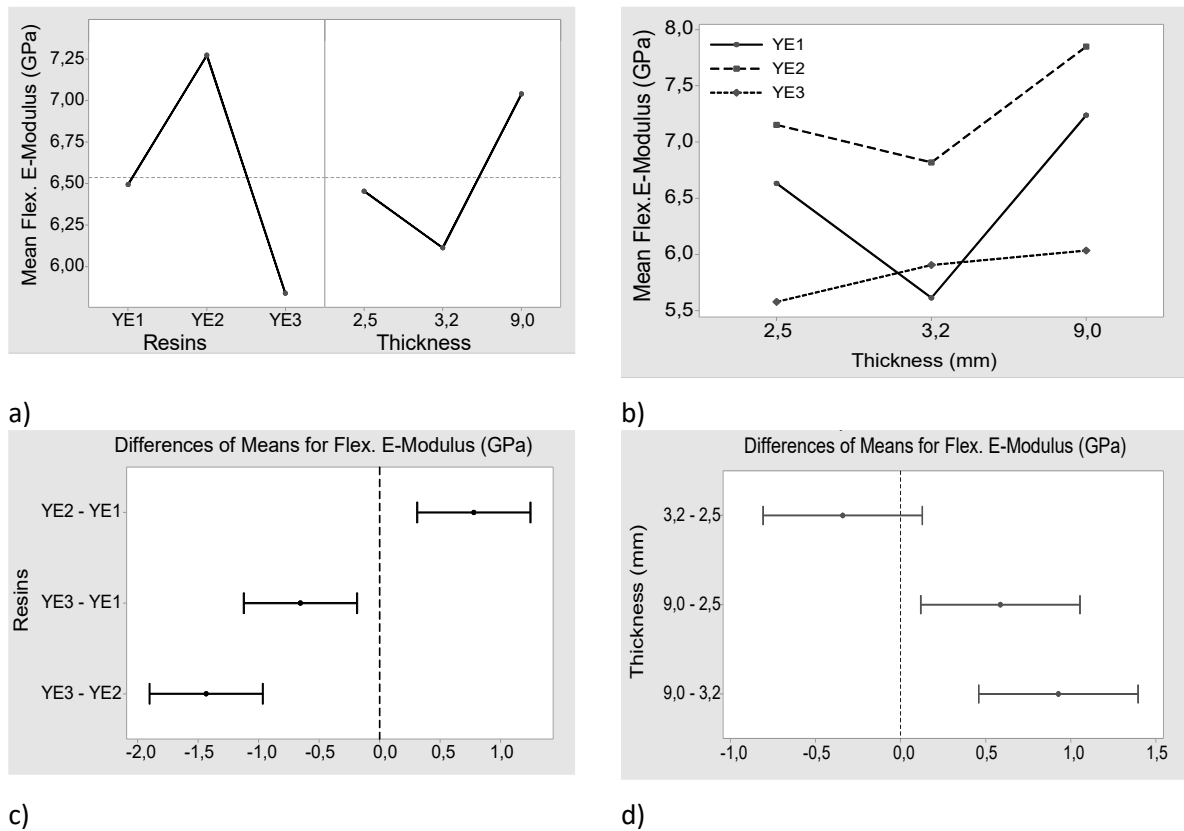 Mean Flex. E-Modulus (GPa)
7,25
7,00
6,75
6,50
6,25
6,00
YE1 YE2 YE3 2,5 3,2 9,0
Resins Thickness
a)
Mean Flex.E-Modulus (GPa)
8,0
7,5
7,0
6,5
6,0
5,5
YE1
YE2
YE3
2,5 3,2 9,0
Thickness (mm)
b)
Differences of Means for Flex. E-Modulus (GPa)
Resins
YE2 - YE1
YE3 - YE1
YE3 - YE2
-2,0 -1,5 -1,0 -0,5 0,0 0,5 1,0
c)
Differences of Means for Flex. E-Modulus (GPa)
Thickness (mm)
3,2 - 2,5
9,0 - 2,5
9,0 - 3,2
-1,0 -0,5 0,0 0,5 1,0 1,5
d)